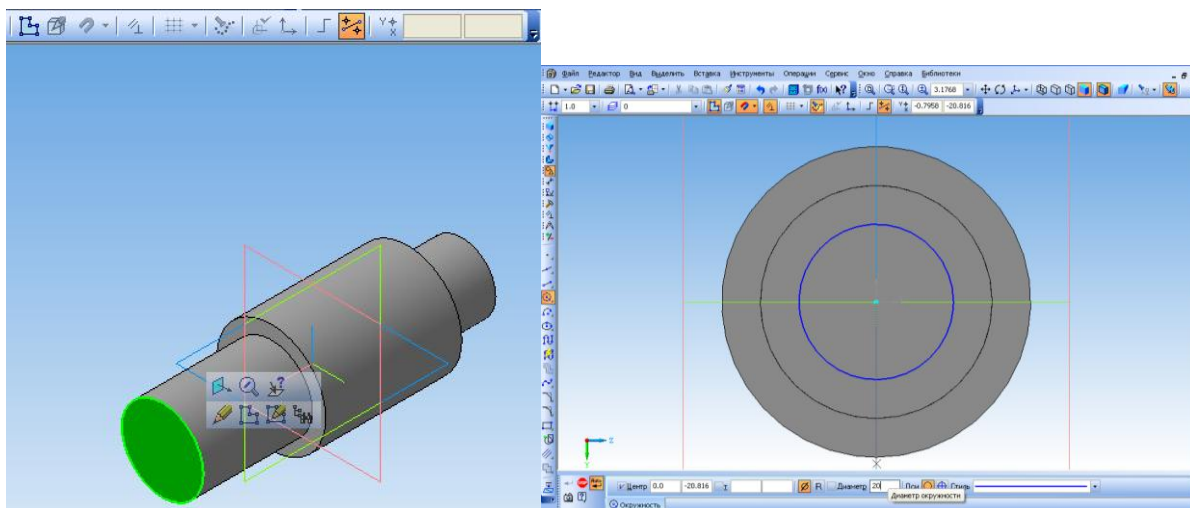 Файл Редактор Вид Выделить Вставка Инструменты Операции Сервис Окно Справка Библиотеки
3.1768
1.0 0 Y X -0.7958 -20.816
Y X
Z
Y
Центр 0.0 -20.816 т R Диаметр 20 Оси Стиль
Диаметр окружности
Окружность